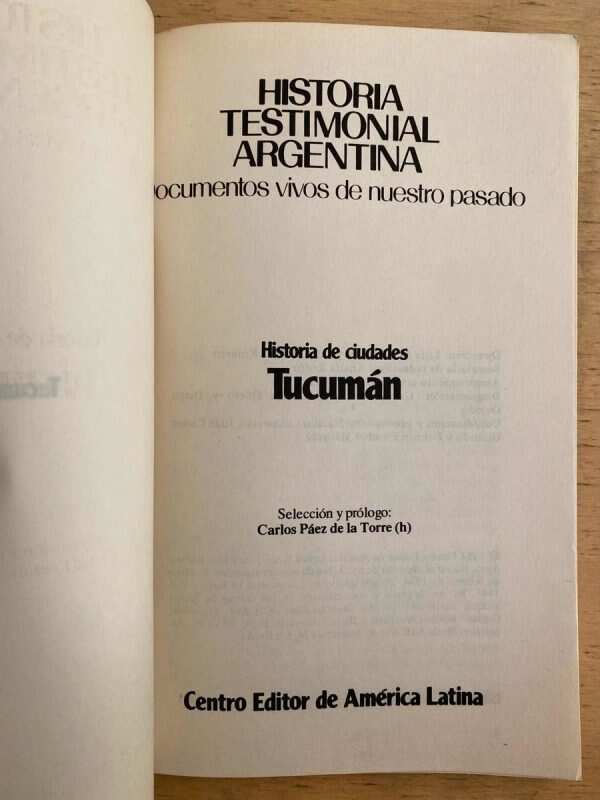 HISTORIA
TESTIMONIAL
ARGENTINA
Documentos vivos de nuestro pasado
Historia de ciudades
Tucumán
Selección y prólogo:
Carlos Páez de la Torre (h)
Centro Editor de América Latina